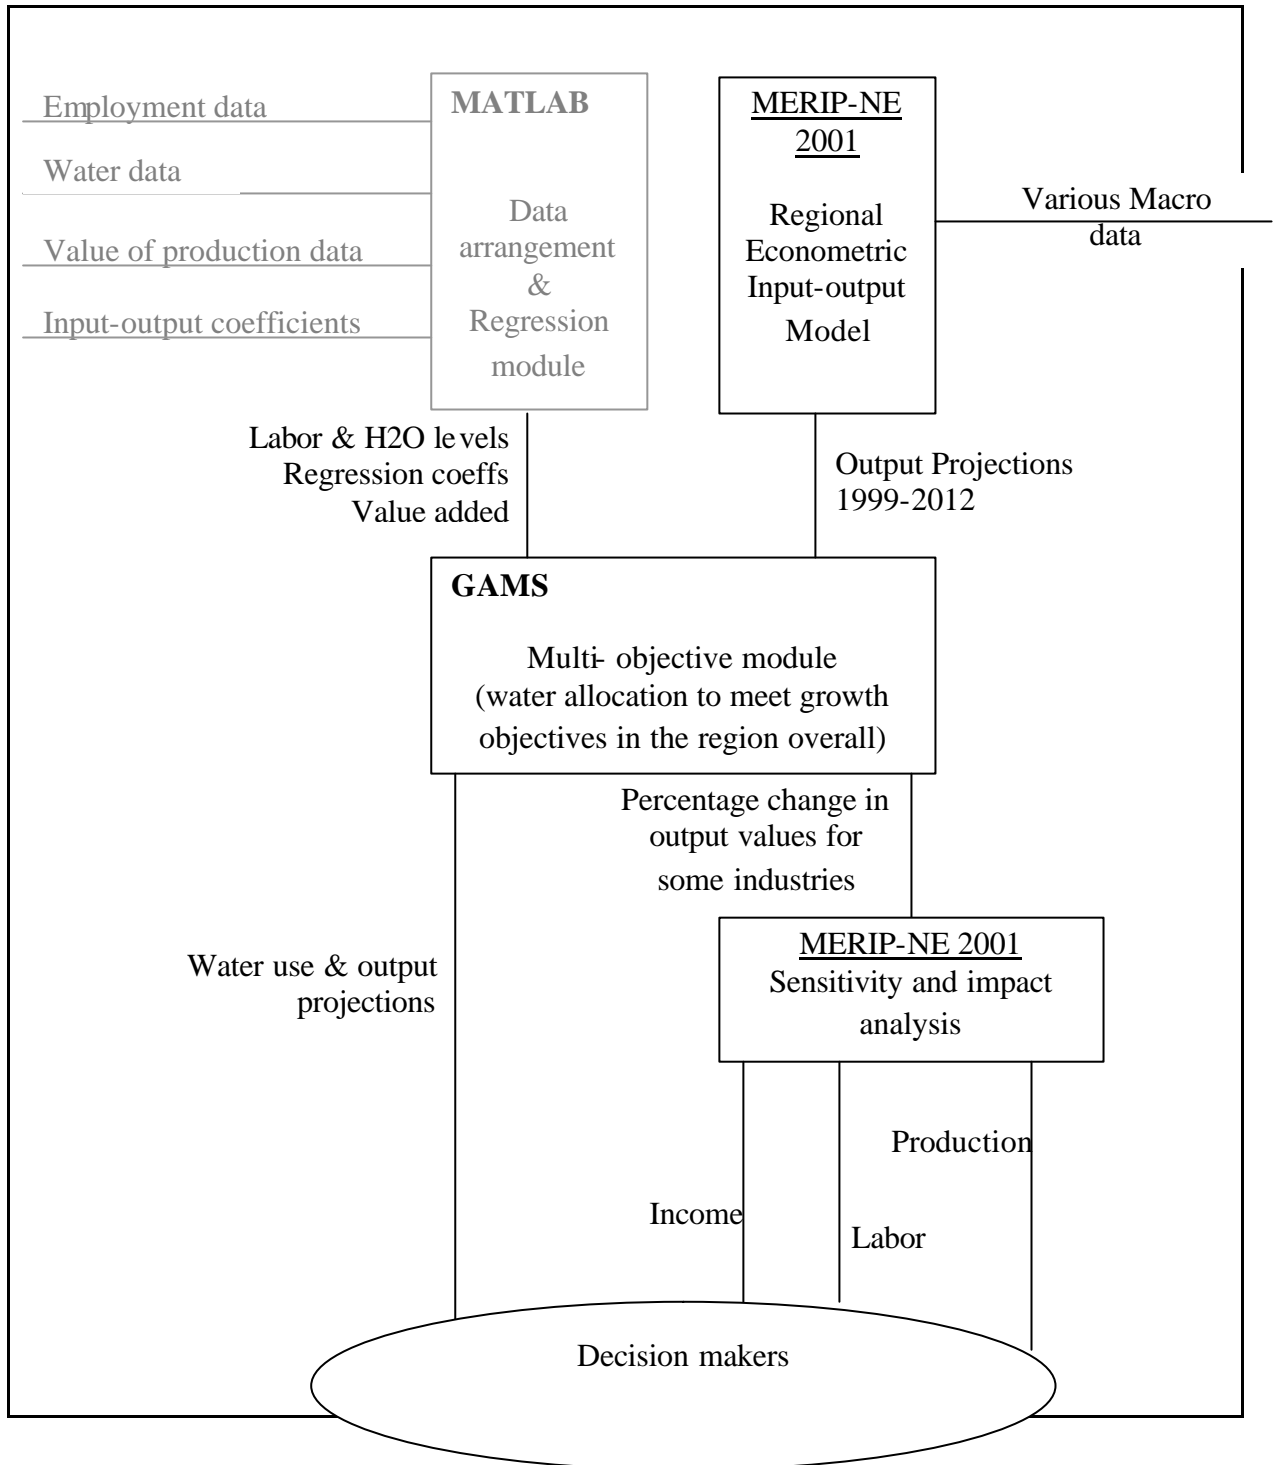 Employment data
Water data
Value of production data
Input-output coefficients
MATLAB
Data
arrangement
&
Regression
module
MERIP-NE
2001
Regional
Econometric
Input-output
Model
Various Macro
data
Labor & H2O levels
Regression coeffs
Value added
Output Projections
1999-2012
GAMS
Multi- objective module
(water allocation to meet growth
objectives in the region overall)
Percentage change in
output values for
some industries
Water use & output
projections
MERIP-NE 2001
Sensitivity and impact
analysis
Production
Income
Labor
Decision makers